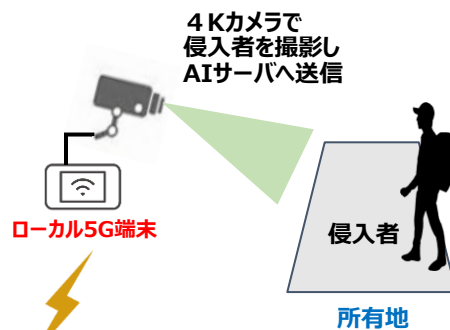 ４Kカメラで
侵入者を撮影し
AIサーバへ送信
ローカル5G端末
侵入者
所有地